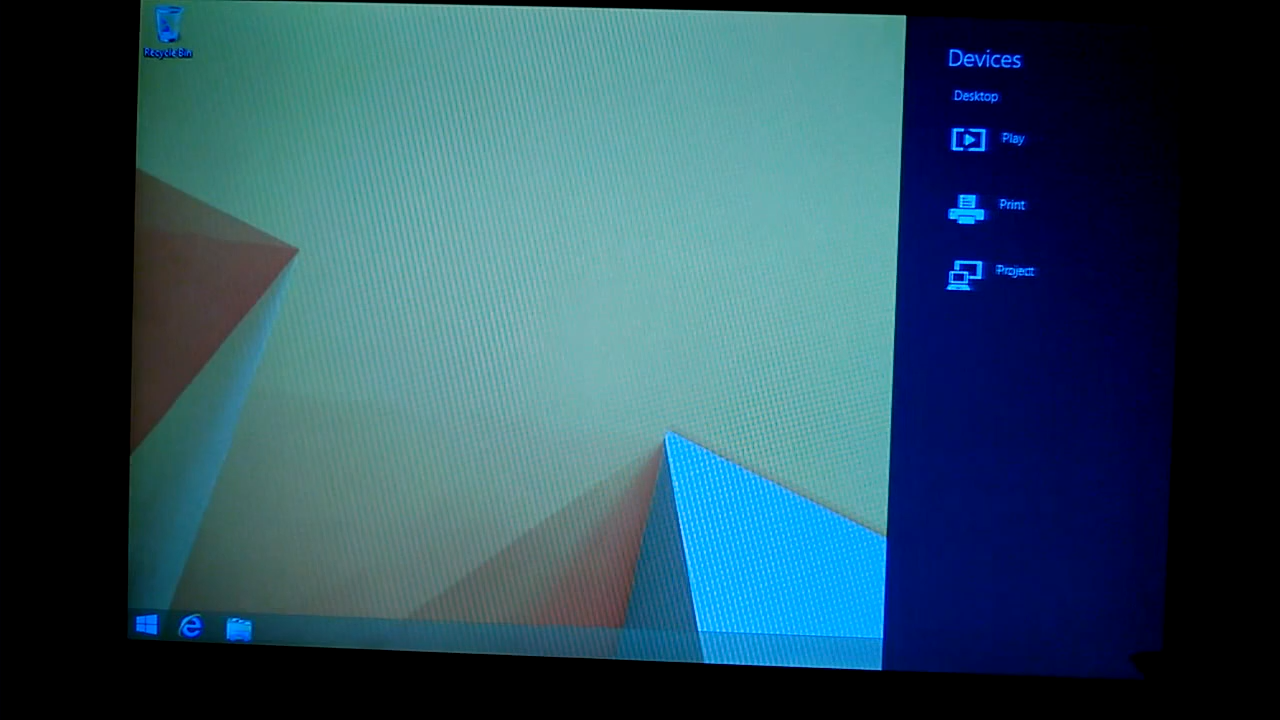 Recycle Bin
Devices
Desktop
Play
Print
Project